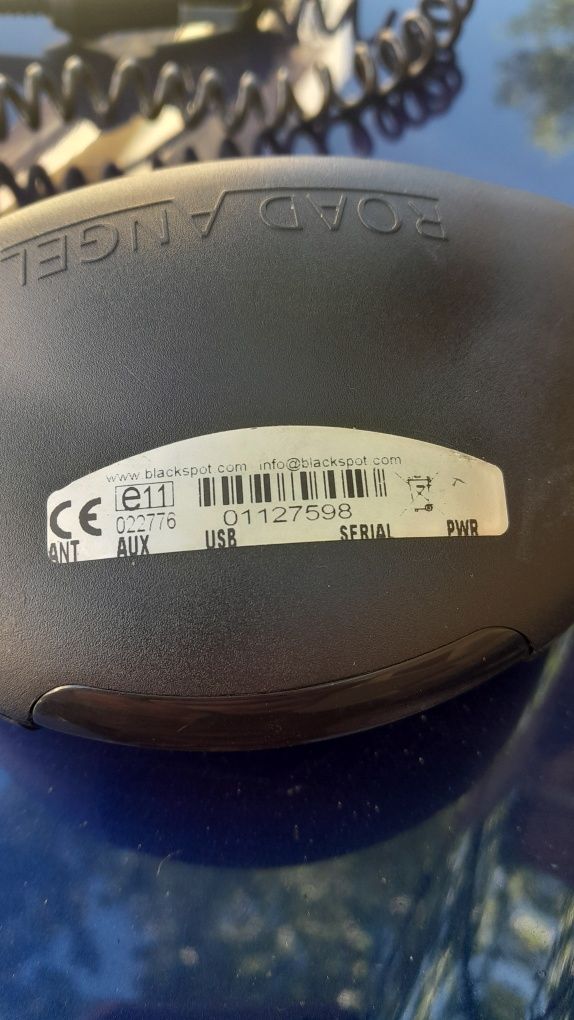 ROAD ANGEL
www.blackspot.com info@blackspot.com
CE e11
022776 01127598
ANT AUX USB SERIAL PWR